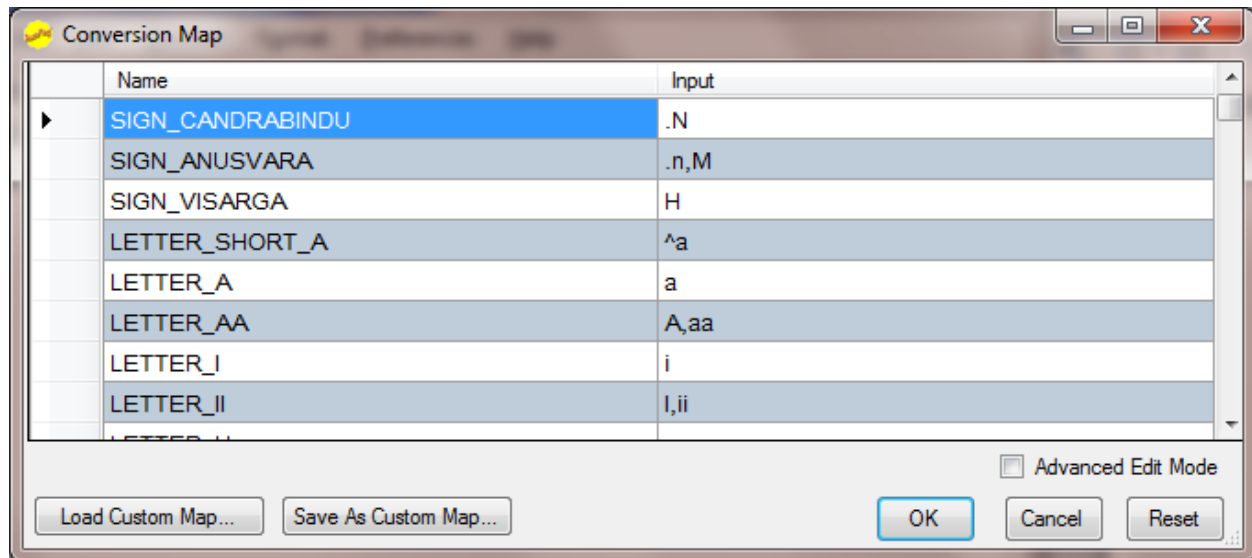 Conversion Map
Name Input
SIGN_CANDRABINDU .N
SIGN_ANUSVARA .n,M
SIGN_VISARGA H
LETTER_SHORT_A ^a
LETTER_A a
LETTER_AA A,aa
LETTER_I i
LETTER_II I,ii
Advanced Edit Mode
Load Custom Map... Save As Custom Map... OK Cancel Reset